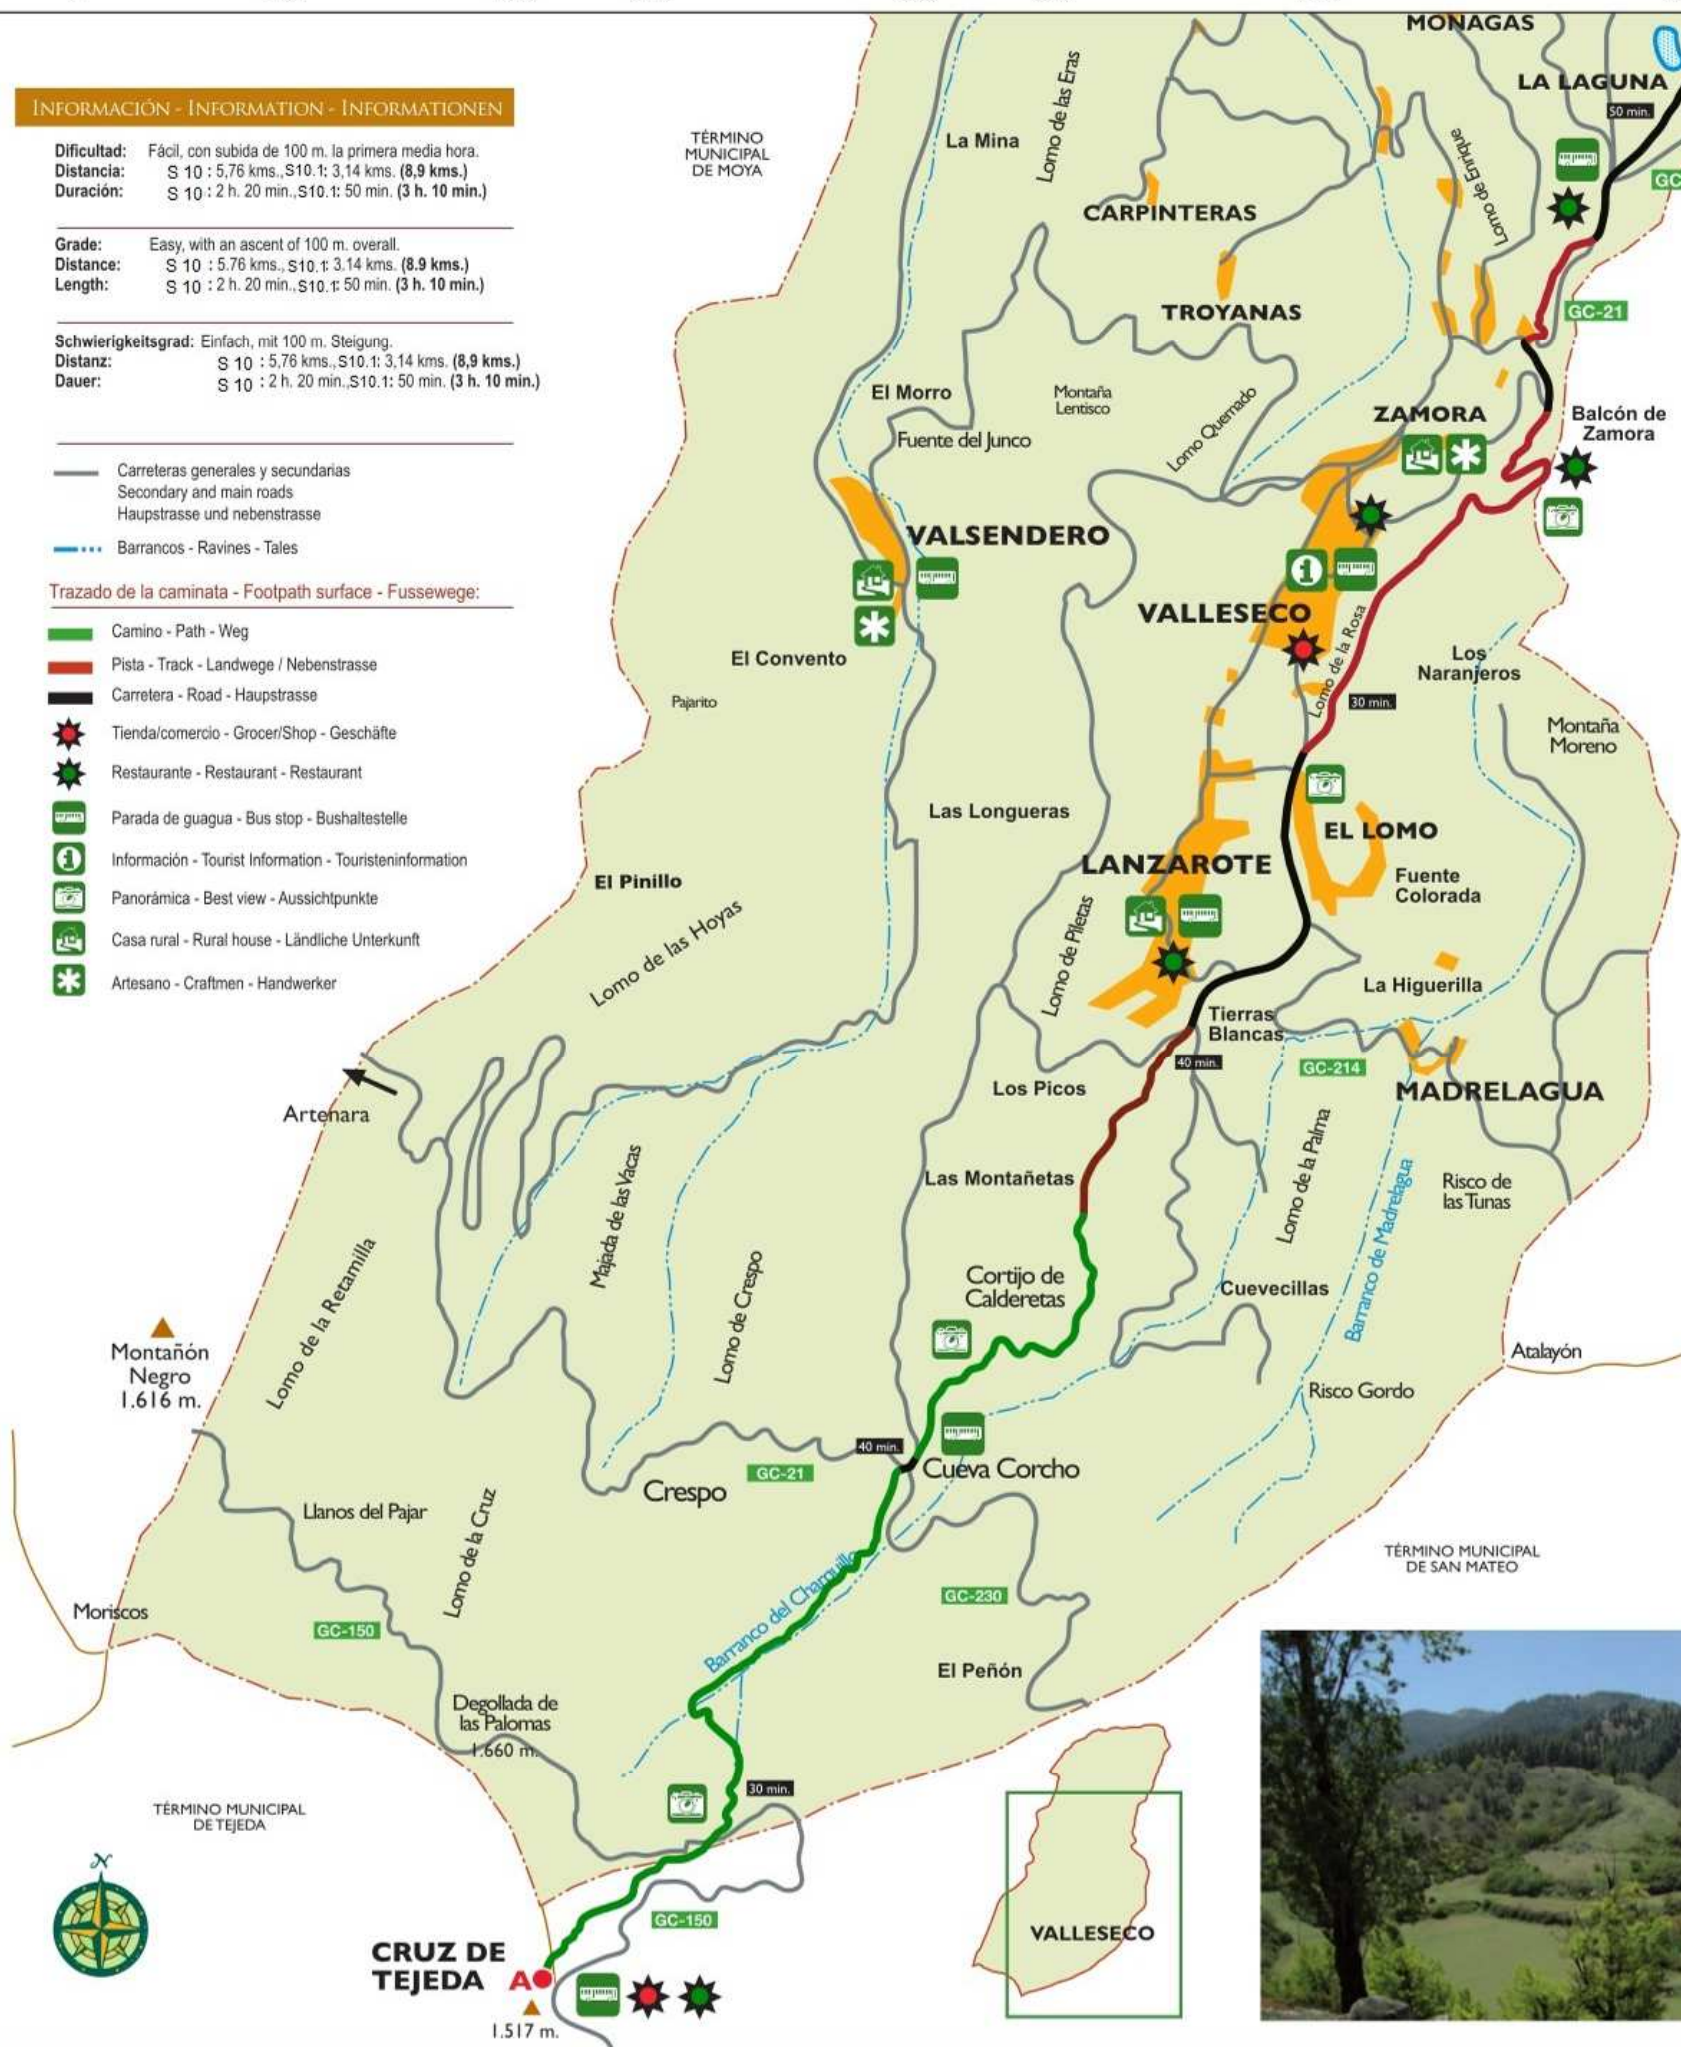 INFORMACIÓN - INFORMATION - INFORMATIONEN
Dificultad: Fácil, con subida de 100 m. la primera media hora.
Distancia: S 10 : 5,76 kms., S10.1: 3,14 kms. (8,9 kms.)
Duración: S 10 : 2 h. 20 min., S10.1: 50 min. (3 h. 10 min.)
Grade: Easy, with an ascent of 100 m. overall.
Distance: S 10 : 5.76 kms., S10.1: 3.14 kms. (8.9 kms.)
Length: S 10 : 2 h. 20 min., S10.1: 50 min. (3 h. 10 min.)
Schwierigkeitsgrad: Einfach, mit 100 m. Steigung.
Distanz: S 10 : 5,76 kms., S10.1: 3,14 kms. (8,9 kms.)
Dauer: S 10 : 2 h. 20 min., S10.1: 50 min. (3 h. 10 min.)
Carreteras generales y secundarias
Secondary and main roads
Haupstrasse und nebenstrasse
Barrancos - Ravines - Tales
Trazado de la caminata - Footpath surface - Fussewege:
Camino - Path - Weg
Pista - Track - Landwege / Nebenstrasse
Carretera - Road - Haupstrasse
Tienda/comercio - Grocer/Shop - Geschäfte
Restaurante - Restaurant - Restaurant
Parada de guagua - Bus stop - Bushaltestelle
Información - Tourist Information - Touristeninformation
Panorámica - Best view - Aussichtpunkte
Casa rural - Rural house - Ländliche Unterkunft
Artesano - Craftmen - Handwerker
MONAGAS
LA LAGUNA
50 min.
TÉRMINO
MUNICIPAL
DE MOYA
La Mina
Lomo de las Eras
Lomo de Enrique
GC
CARPINTERAS
TROYANAS
GC-21
El Morro
Montaña
Lentisco
Fuente del Junco
Lomo Quemado
ZAMORA
Balcón de
Zamora
VALSENDERO
VALLESECO
Lomo de la Rosa
El Convento
Los
Naranjeros
Pajarito
30 min.
Montaña
Moreno
Las Longueras
EL LOMO
LANZAROTE
Fuente
Colorada
El Pinillo
Lomo de las Hoyas
Lomo de Piletas
La Higuerilla
Tierras
Blancas
40 min.
GC-214
Los Picos
MADRELAGUA
Artenara
Las Montañetas
Lomo de la Palma
Barranco de Madrelagua
Risco de
las Tunas
Majada de las Vacas
Lomo de Crespo
Lomo de la Retamilla
Cortijo de
Calderetas
Cuevecillas
Montañón
Negro
1.616 m.
Atalayón
Risco Gordo
40 min.
Cueva Corcho
GC-21
Crespo
Llanos del Pajar
Lomo de la Cruz
TÉRMINO MUNICIPAL
DE SAN MATEO
Barranco del Charquillo
GC-230
Moriscos
GC-150
El Peñón
Degollada de
las Palomas
1.660 m.
30 min.
TÉRMINO MUNICIPAL
DE TEJEDA
N
GC-150
VALLESECO
CRUZ DE
TEJEDA A
1.517 m.